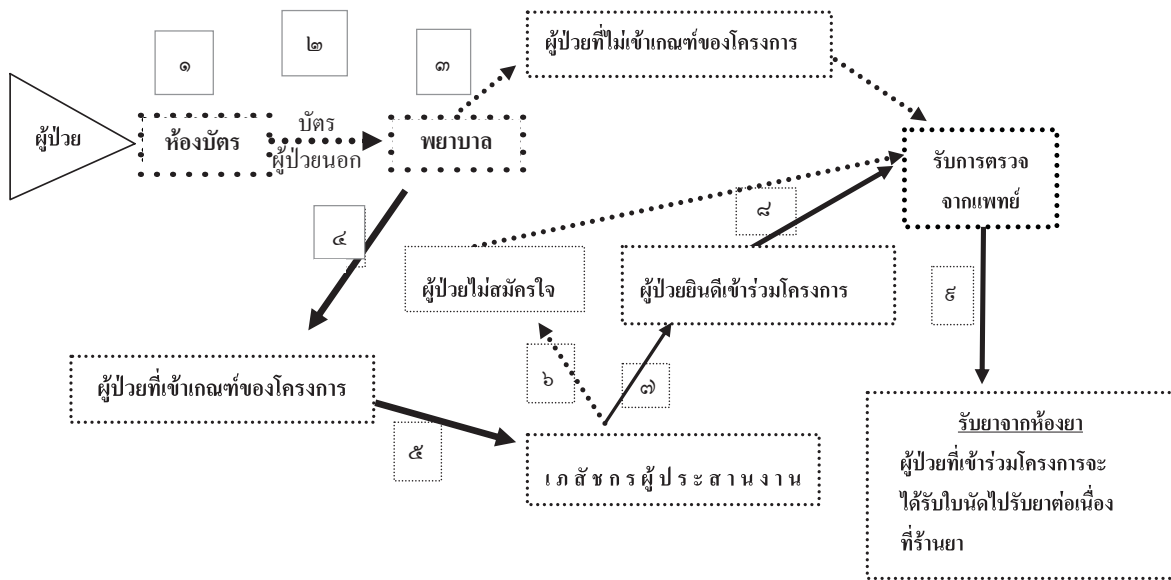 ๒
๑
๓
ผู้ป่วยที่ไม่เข้าเกณฑ์ของโครงการ
ผู้ป่วย
ห้องบัตร
บัตร
ผู้ป่วยนอก
พยาบาล
รับการตรวจ
จากแพทย์
๔
๘
ผู้ป่วยไม่สมัครใจ
ผู้ป่วยยินดีเข้าร่วมโครงการ
๙
๖
๗
ผู้ป่วยที่เข้าเกณฑ์ของโครงการ
๕
เภสัชกรผู้ประสานงาน
รับยาจากห้องยา
ผู้ป่วยที่เข้าร่วมโครงการจะ
ได้รับใบนัดไปรับยาต่อเนื่อง
ที่ร้านยา